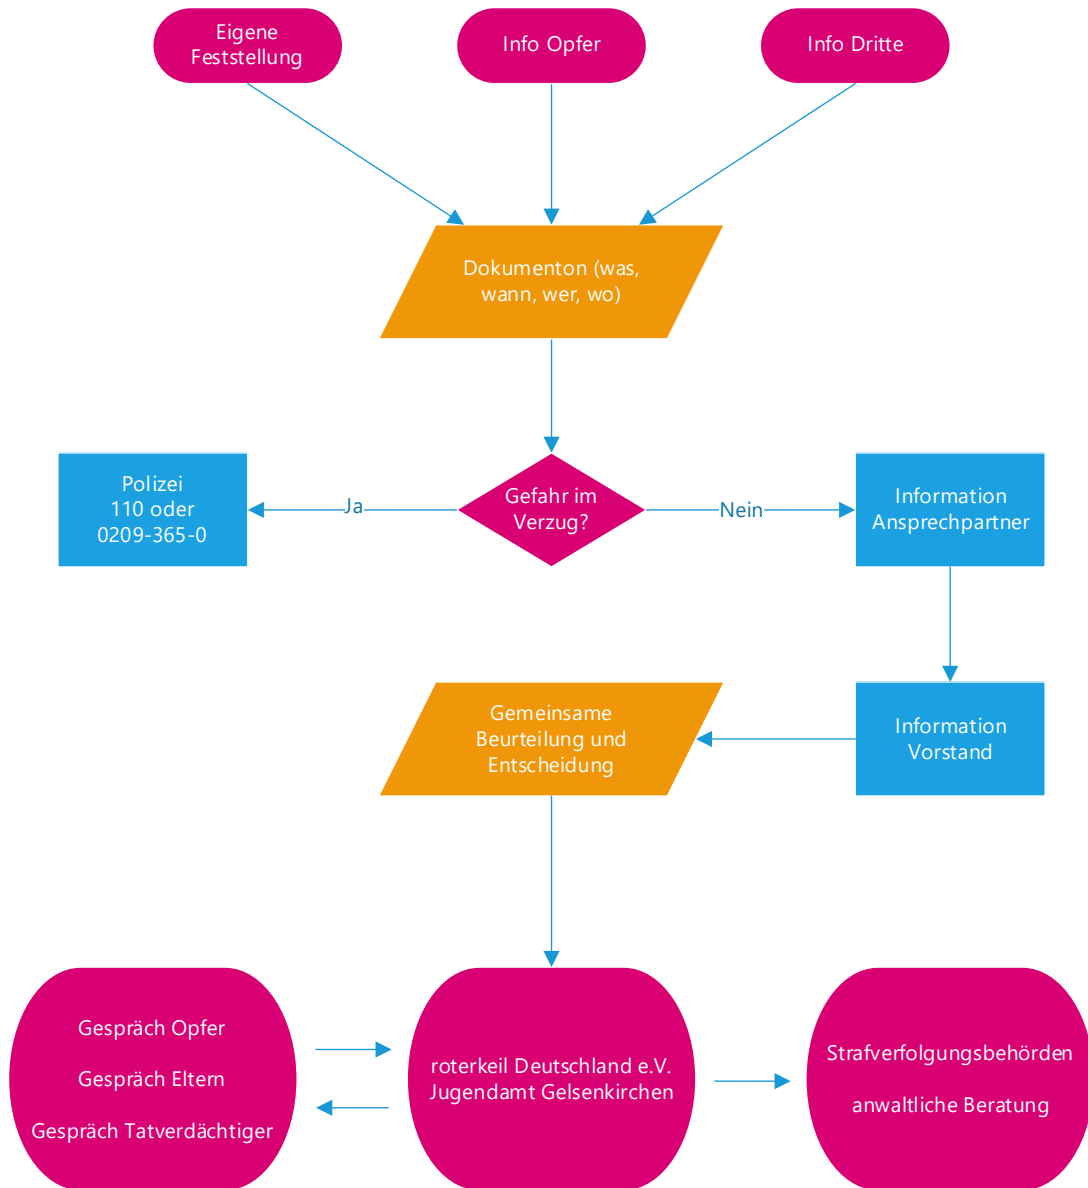 Eigene
Feststellung
Info Opfer
Info Dritte
Dokumenton (was,
wann, wer, wo)
Polizei
110 oder
0209-365-0
Ja
Gefahr im
Verzug?
Nein
Information
Ansprechpartner
Gemeinsame
Beurteilung und
Entscheidung
Information
Vorstand
Gespräch Opfer
Gespräch Eltern
Gespräch Tatverdächtiger
roterkeil Deutschland e.V.
Jugendamt Gelsenkirchen
Strafverfolgungsbehörden
anwaltliche Beratung